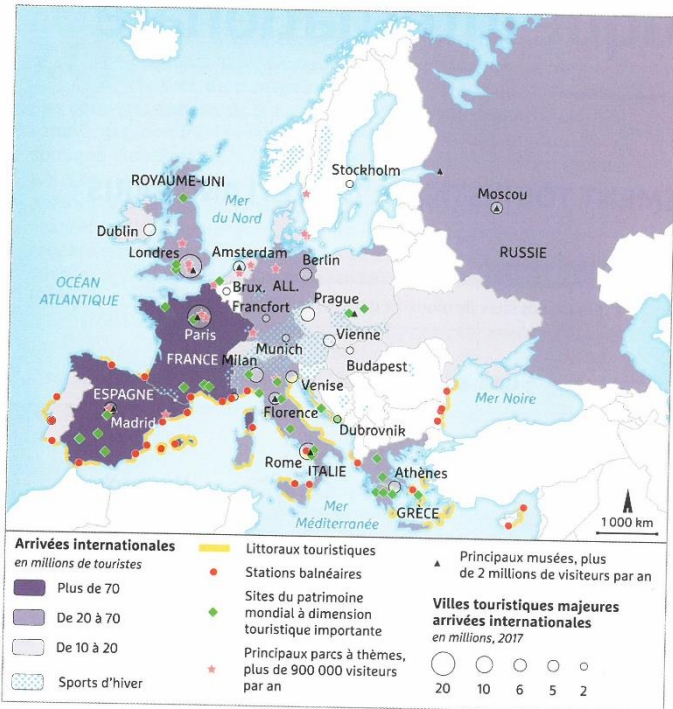 Stockholm
ROYAUME-UNI
Moscou
Mer
du Nord
Dublin
RUSSIE
Londres
Amsterdam
Berlin
OCÉAN
ATLANTIQUE
Brux.
ALL.
Prague
Francfort
Paris
Vienne
Munich
FRANCE
Milan
Budapest
Venise
ESPAGNE
Mer Noire
Madrid
Florence
Dubrovnik
Rome
ITALIE
Athènes
Mer
Méditerranée
GRÈCE
1 000 km
Arrivées internationales
en millions de touristes
Plus de 70
De 20 à 70
De 10 à 20
Sports d'hiver
Littoraux touristiques
Stations balnéaires
Sites du patrimoine
mondial à dimension
touristique importante
Principaux parcs à thèmes,
plus de 900 000 visiteurs
par an
Principaux musées, plus
de 2 millions de visiteurs par an
Villes touristiques majeures
arrivées internationales
en millions, 2017
20 10 6 5 2